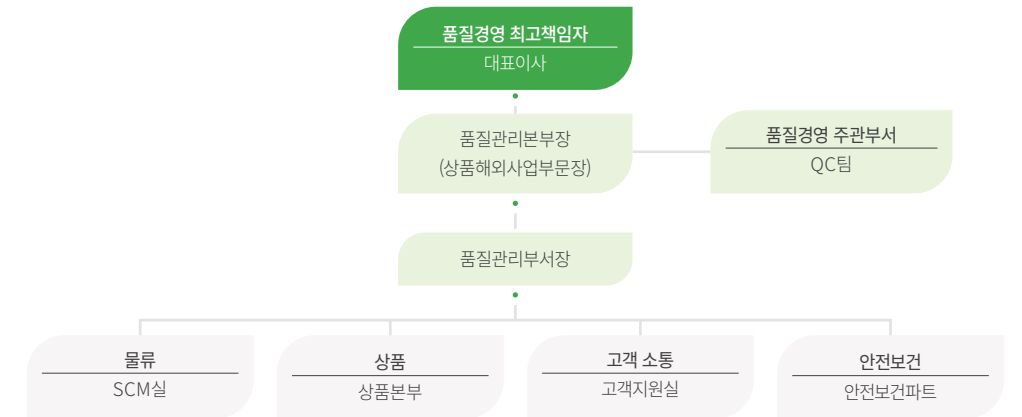 품질경영 최고책임자
대표이사
품질관리본부장
(상품해외사업부문장)
품질경영 주관부서
QC팀
품질관리부서장
물류
SCM실
상품
상품본부
고객 소통
고객지원실
안전보건
안전보건파트